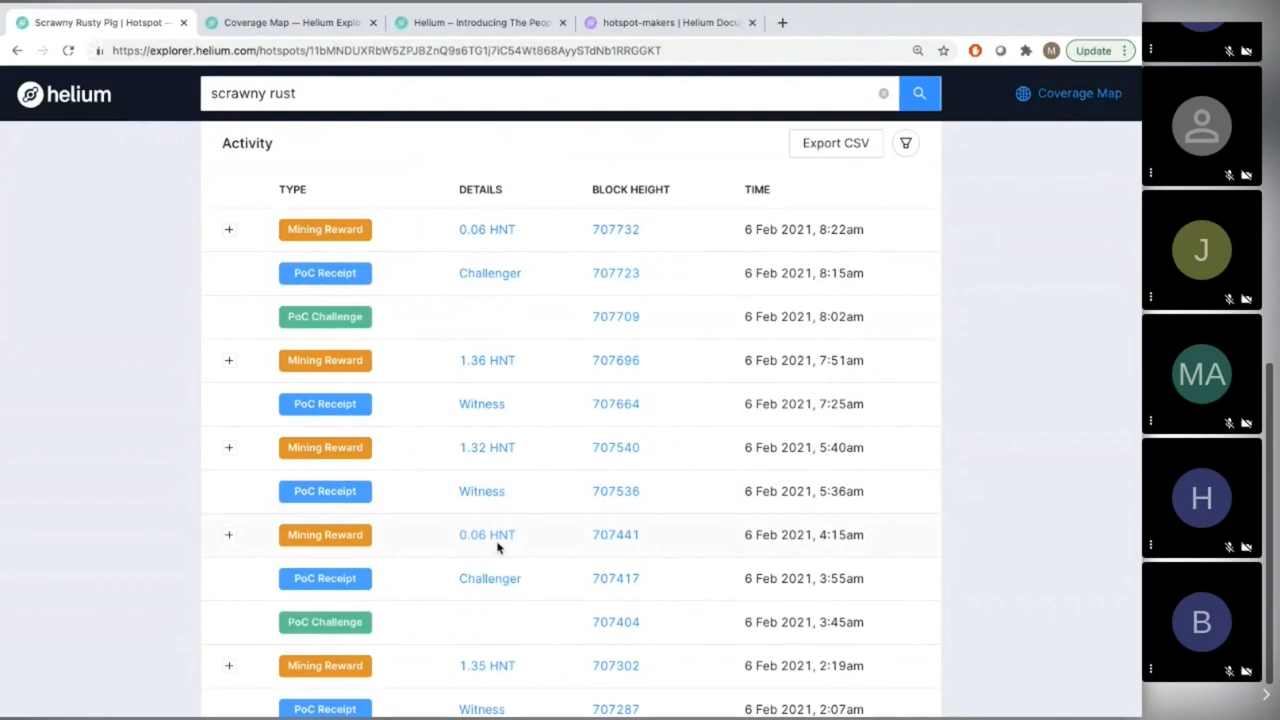 Scrawny Rusty Pig | Hotspot —
Coverage Map — Helium Explo
Helium – Introducing The Peop
hotspot-makers | Helium Docu
https://explorer.helium.com/hotspots/11bMNDUXRbW5ZPJBZnQ9s6TG1j7iC54Wt868AyySTdNb1RRGGKT
M
Update
helium
scrawny rust
Coverage Map
Activity
Export CSV
TYPE DETAILS BLOCK HEIGHT TIME
+ Mining Reward 0.06 HNT 707732 6 Feb 2021, 8:22am
PoC Receipt Challenger 707723 6 Feb 2021, 8:15am
PoC Challenge 707709 6 Feb 2021, 8:02am
+ Mining Reward 1.36 HNT 707696 6 Feb 2021, 7:51am
PoC Receipt Witness 707664 6 Feb 2021, 7:25am
+ Mining Reward 1.32 HNT 707540 6 Feb 2021, 5:40am
PoC Receipt Witness 707536 6 Feb 2021, 5:36am
+ Mining Reward 0.06 HNT 707441 6 Feb 2021, 4:15am
PoC Receipt Challenger 707417 6 Feb 2021, 3:55am
PoC Challenge 707404 6 Feb 2021, 3:45am
+ Mining Reward 1.35 HNT 707302 6 Feb 2021, 2:19am
PoC Receipt Witness 707287 6 Feb 2021, 2:07am
J
MA
H
B